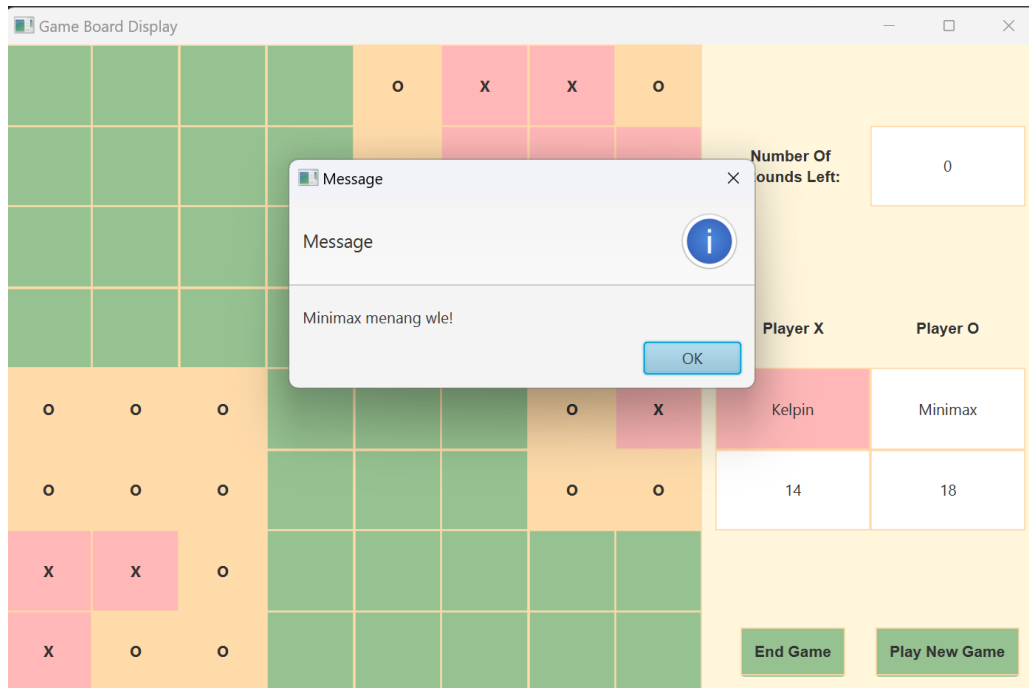 Game Board Display
O X X O
Number Of
ounds Left:
0
Message
Message
Minimax menang wle!
OK
Player X Player O
O O O O X
Kelpin Minimax
O O O O O
14 18
X X O
X O O
End Game Play New Game